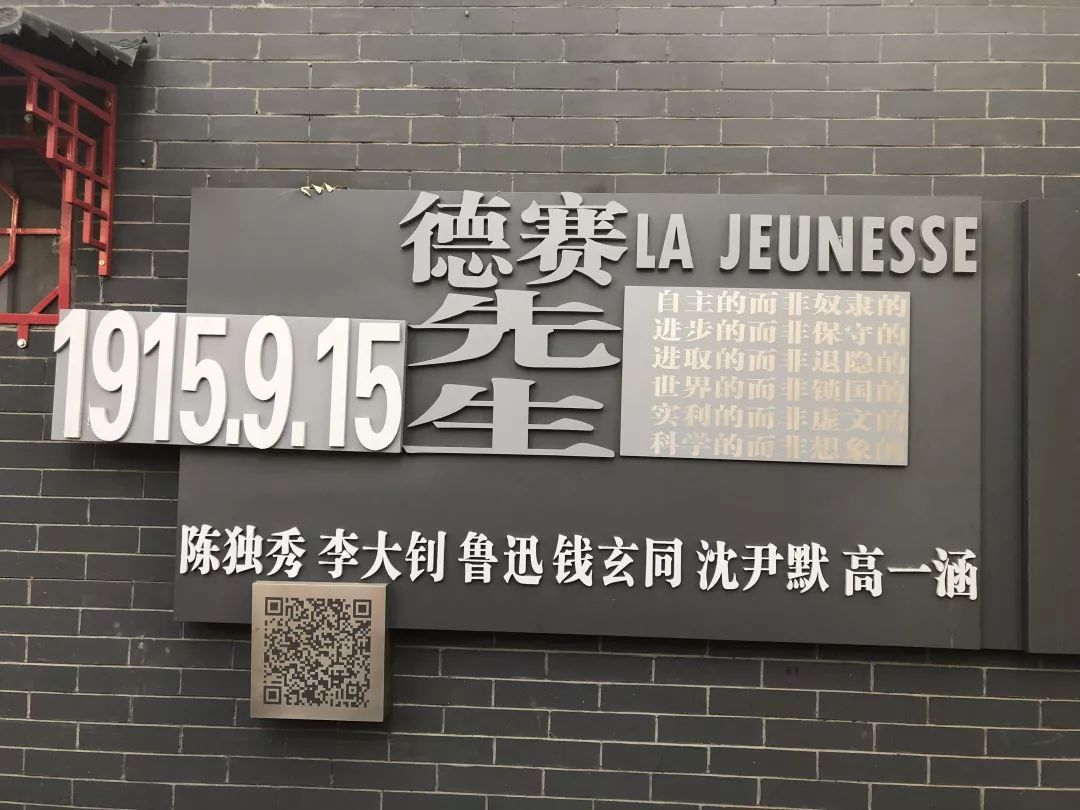 德赛 LA JEUNESSE
先
生
1915.9.15
自主的而非奴隶的
进步的而非保守的
进取的而非退隐的
世界的而非锁国的
实利的而非虚文的
科学的而非想象的
陈独秀 李大钊 鲁迅 钱玄同 沈尹默 高一涵